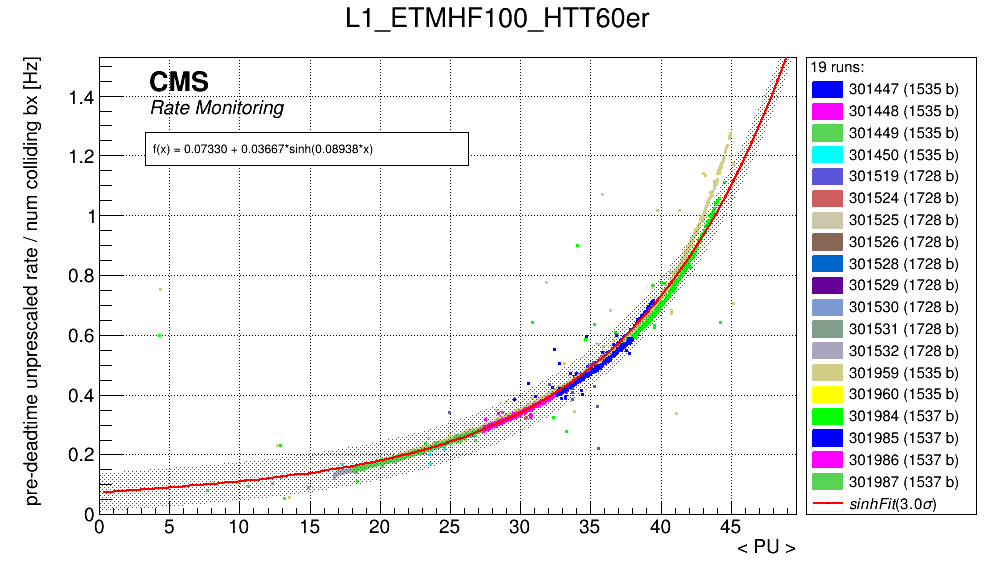 L1_ETMHF100_HTT60er
pre-deadtime unprescaled rate / num colliding bx [Hz]
CMS
Rate Monitoring
f(x) = 0.07330 + 0.03667*sinh(0.08938*x)
1.4
1.2
1
0.8
0.6
0.4
0.2
0
0 5 10 15 20 25 30 35 40 45
< PU >
19 runs:
301447 (1535 b)
301448 (1535 b)
301449 (1535 b)
301450 (1535 b)
301519 (1728 b)
301524 (1728 b)
301525 (1728 b)
301526 (1728 b)
301528 (1728 b)
301529 (1728 b)
301530 (1728 b)
301531 (1728 b)
301532 (1728 b)
301959 (1535 b)
301960 (1535 b)
301984 (1537 b)
301985 (1537 b)
301986 (1537 b)
301987 (1537 b)
sinhFit(3.0σ)